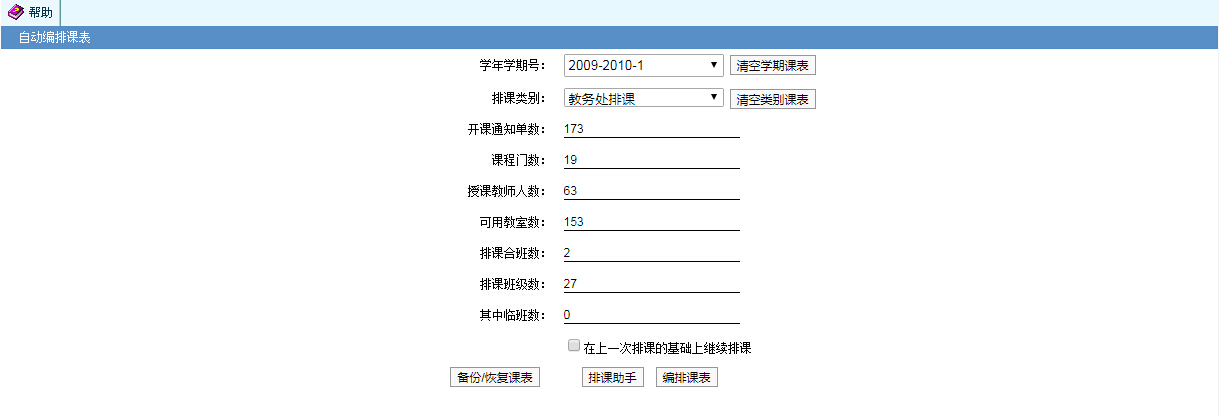 帮助
自动编排课表
学年学期号： 2009-2010-1 清空学期课表
排课类别： 教务处排课 清空类别课表
开课通知单数： 173
课程门数： 19
授课教师人数： 63
可用教室数： 153
排课合班数： 2
排课班级数： 27
其中临班数： 0
在上一次排课的基础上继续排课
备份/恢复课表 排课助手 编排课表